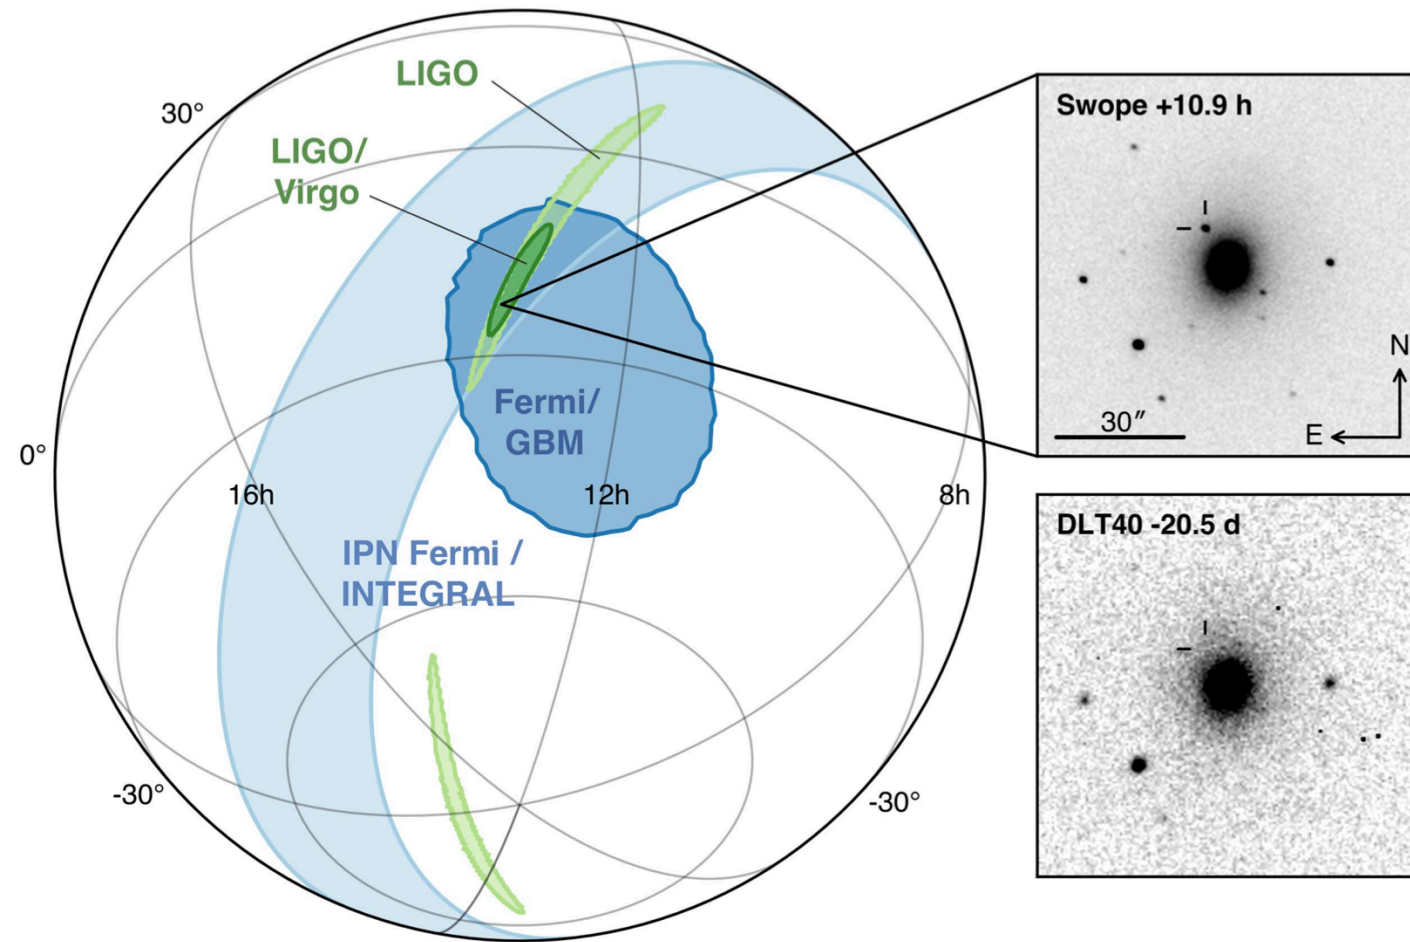 LIGO
30°
LIGO/
Virgo
Fermi/
GBM
0°
16h
12h
8h
IPN Fermi /
INTEGRAL
-30°
-30°
Swope +10.9 h
N
30″
E
DLT40 -20.5 d